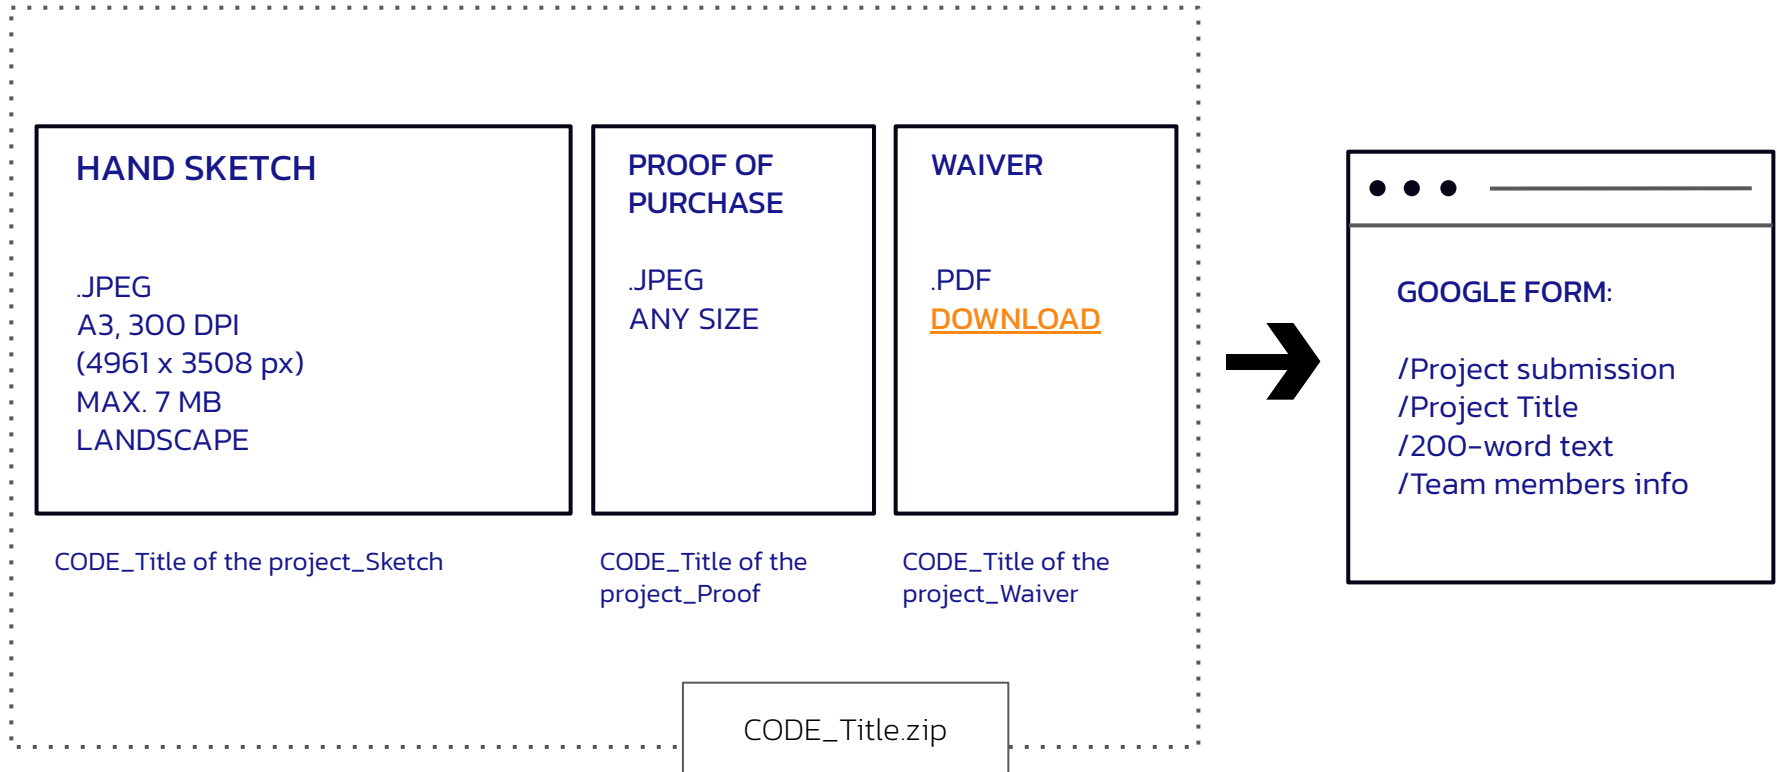 HAND SKETCH
.JPEG
A3, 300 DPI
(4961 x 3508 px)
MAX. 7 MB
LANDSCAPE
CODE_Title of the project_Sketch
PROOF OF
PURCHASE
.JPEG
ANY SIZE
CODE_Title of the
project_Proof
WAIVER
.PDF
DOWNLOAD
CODE_Title of the
project_Waiver
CODE_Title.zip
GOOGLE FORM:
/Project submission
/Project Title
/200-word text
/Team members info